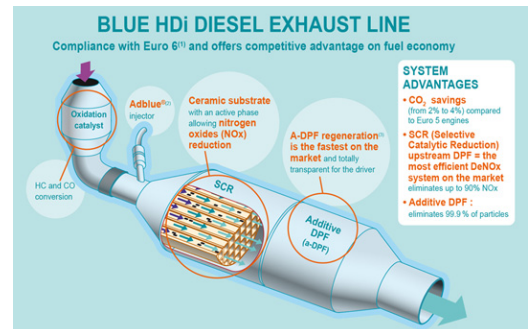 BLUE HDi DIESEL EXHAUST LINE
Compliance with Euro 6(1) and offers competitive advantage on fuel economy
Oxidation
catalyst
HC and CO
conversion
Adblue®(2)
injector
Ceramic substrate
with an active phase
allowing nitrogen
oxides (NOx)
reduction
SCR
A-DPF regeneration(3)
is the fastest on the
market and totally
transparent for the driver
Additive
DPF
(a-DPF)
SYSTEM
ADVANTAGES
• CO2 savings
(from 2% to 4%) compared
to Euro 5 engines
• SCR (Selective
Catalytic Reduction)
upstream DPF = the
most efficient DeNOx
system on the market
eliminates up to 90% NOx
• Additive DPF :
eliminates 99.9 % of particles